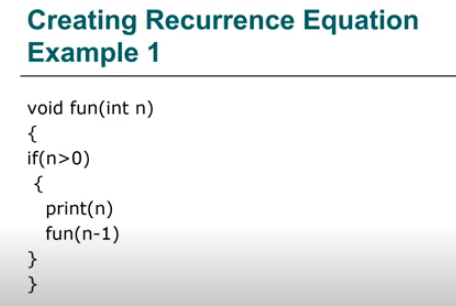 Creating Recurrence Equation
Example 1
void fun(int n)
{
if(n>0)
{
print(n)
fun(n-1)
}
}